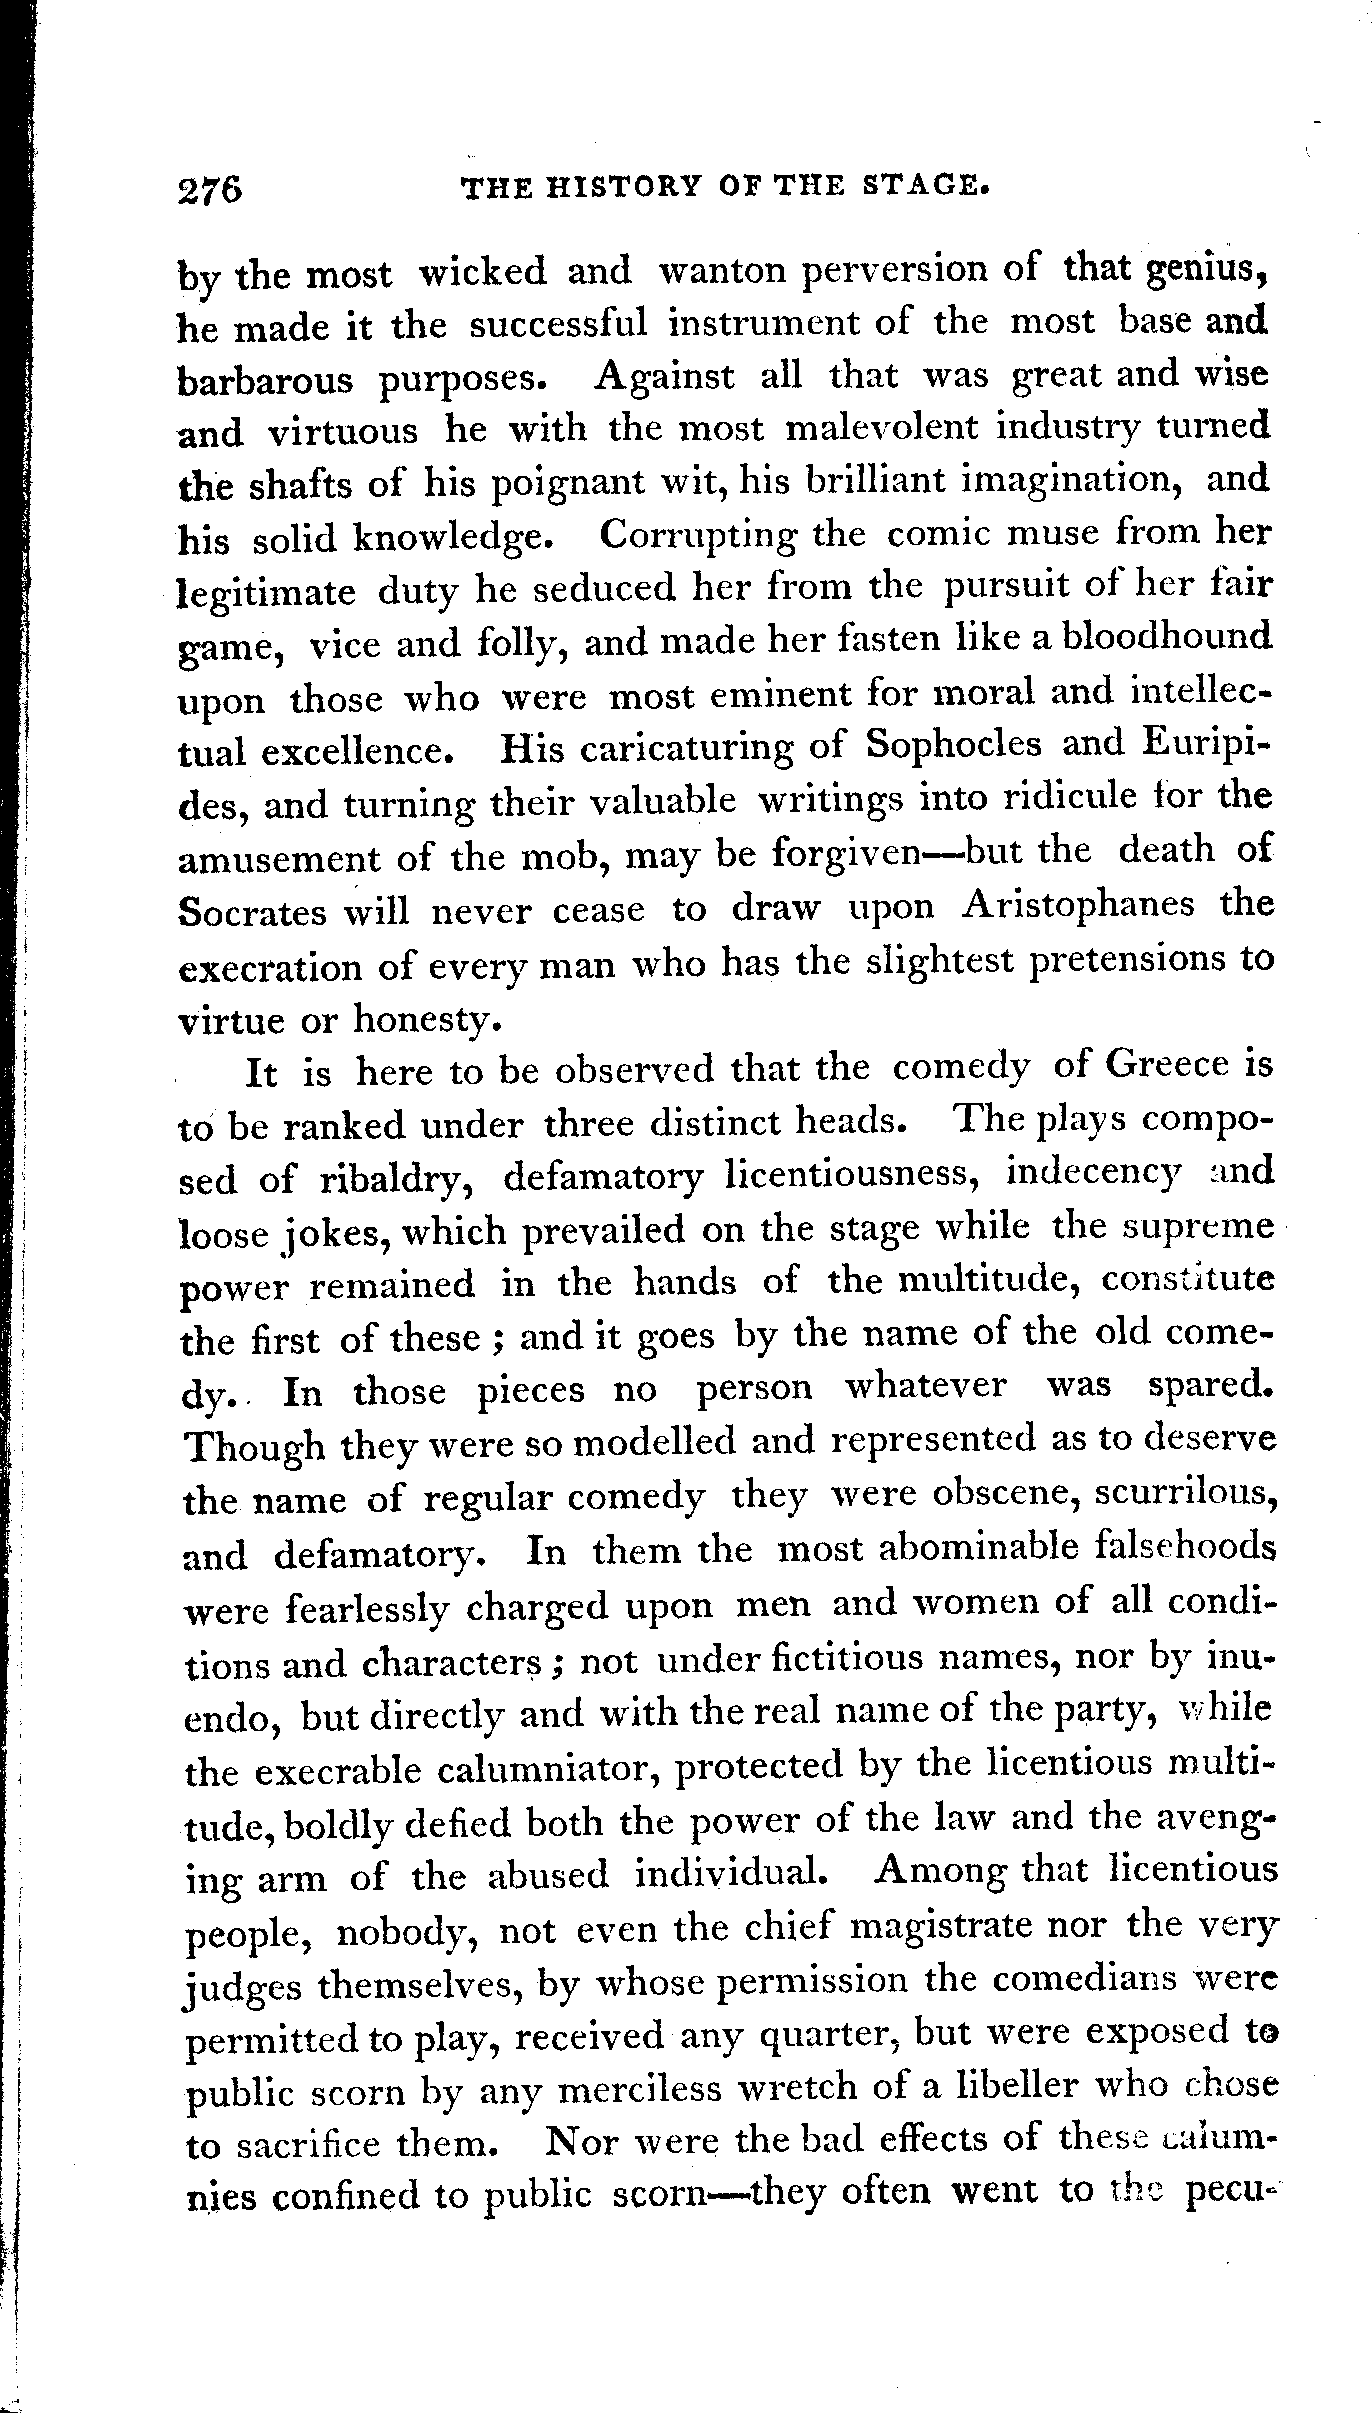 276 THE HISTORY OF THE STAGE.
by the most wicked and wanton perversion of that genius,
he made it the successful instrument of the most base and
barbarous purposes. Against all that was great and wise
and virtuous he with the most malevolent industry turned
the shafts of his poignant wit, his brilliant imagination, and
his solid knowledge. Corrupting the comic muse from her
legitimate duty he seduced her from the pursuit of her fair
game, vice and folly, and made her fasten like a bloodhound
upon those who were most eminent for moral and intellec-
tual excellence. His caricaturing of Sophocles and Euripi-
des, and turning their valuable writings into ridicule for the
amusement of the mob, may be forgiven—but the death of
Socrates will never cease to draw upon Aristophanes the
execration of every man who has the slightest pretensions to
virtue or honesty.
It is here to be observed that the comedy of Greece is
to be ranked under three distinct heads. The plays compo-
sed of ribaldry, defamatory licentiousness, indecency and
loose jokes, which prevailed on the stage while the supreme
power remained in the hands of the multitude, constitute
the first of these; and it goes by the name of the old come-
dy. In those pieces no person whatever was spared.
Though they were so modelled and represented as to deserve
the name of regular comedy they were obscene, scurrilous,
and defamatory. In them the most abominable falsehoods
were fearlessly charged upon men and women of all condi-
tions and characters; not under fictitious names, nor by inu-
endo, but directly and with the real name of the party, while
the execrable calumniator, protected by the licentious multi-
tude, boldly defied both the power of the law and the aveng-
ing arm of the abused individual. Among that licentious
people, nobody, not even the chief magistrate nor the very
judges themselves, by whose permission the comedians were
permitted to play, received any quarter, but were exposed to
public scorn by any merciless wretch of a libeller who chose
to sacrifice them. Nor were the bad effects of these calum-
nies confined to public scorn—they often went to the pecu-